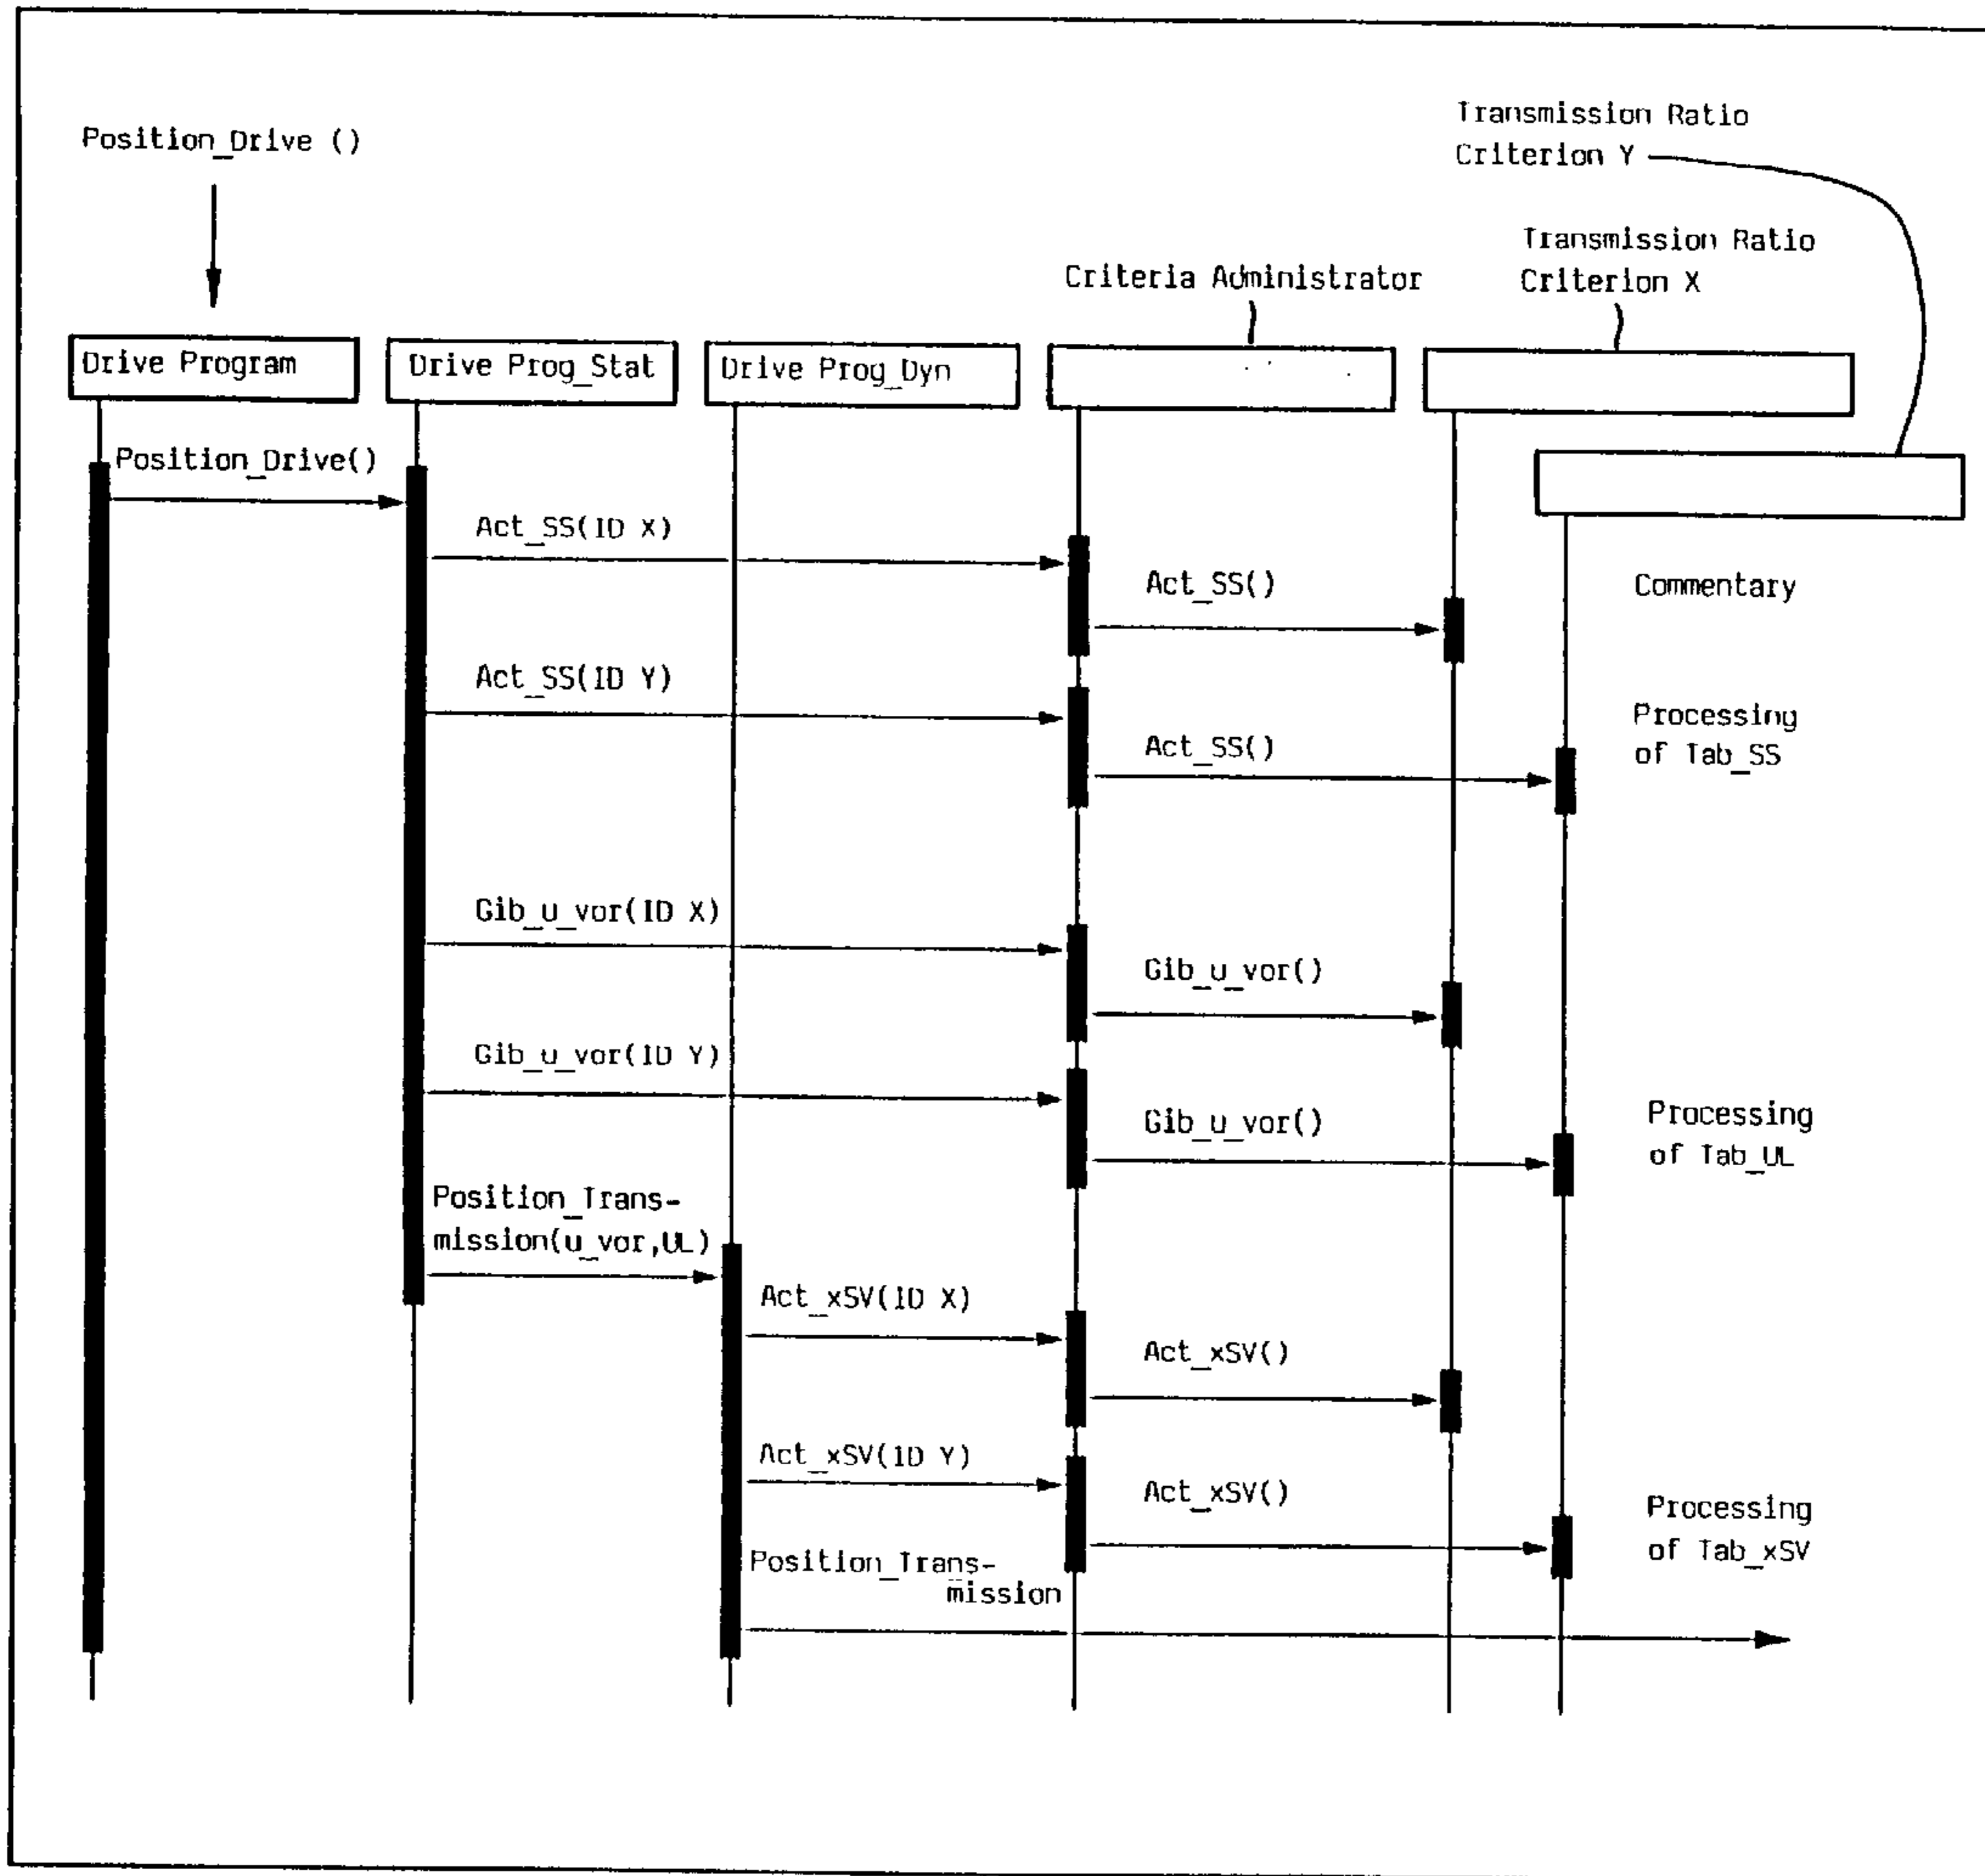 Position_Drive ()
Transmission Ratio
Criterion Y
Transmission Ratio
Criterion X
Criteria Administrator
Drive Program
Drive Prog_Stat
Drive Prog_Dyn
Position_Drive()
Act_SS(ID X)
Act_SS()
Commentary
Act_SS(ID Y)
Act_SS()
Processing
of Tab_SS
Gib_u_vor(ID X)
Gib_u_vor()
Gib_u_vor(ID Y)
Gib_u_vor()
Processing
of Tab_UL
Position_Trans-
mission(u_vor,UL)
Act_xSV(ID X)
Act_xSV()
Act_xSV(ID Y)
Act_xSV()
Processing
of Tab_xSV
Position_Trans-
mission